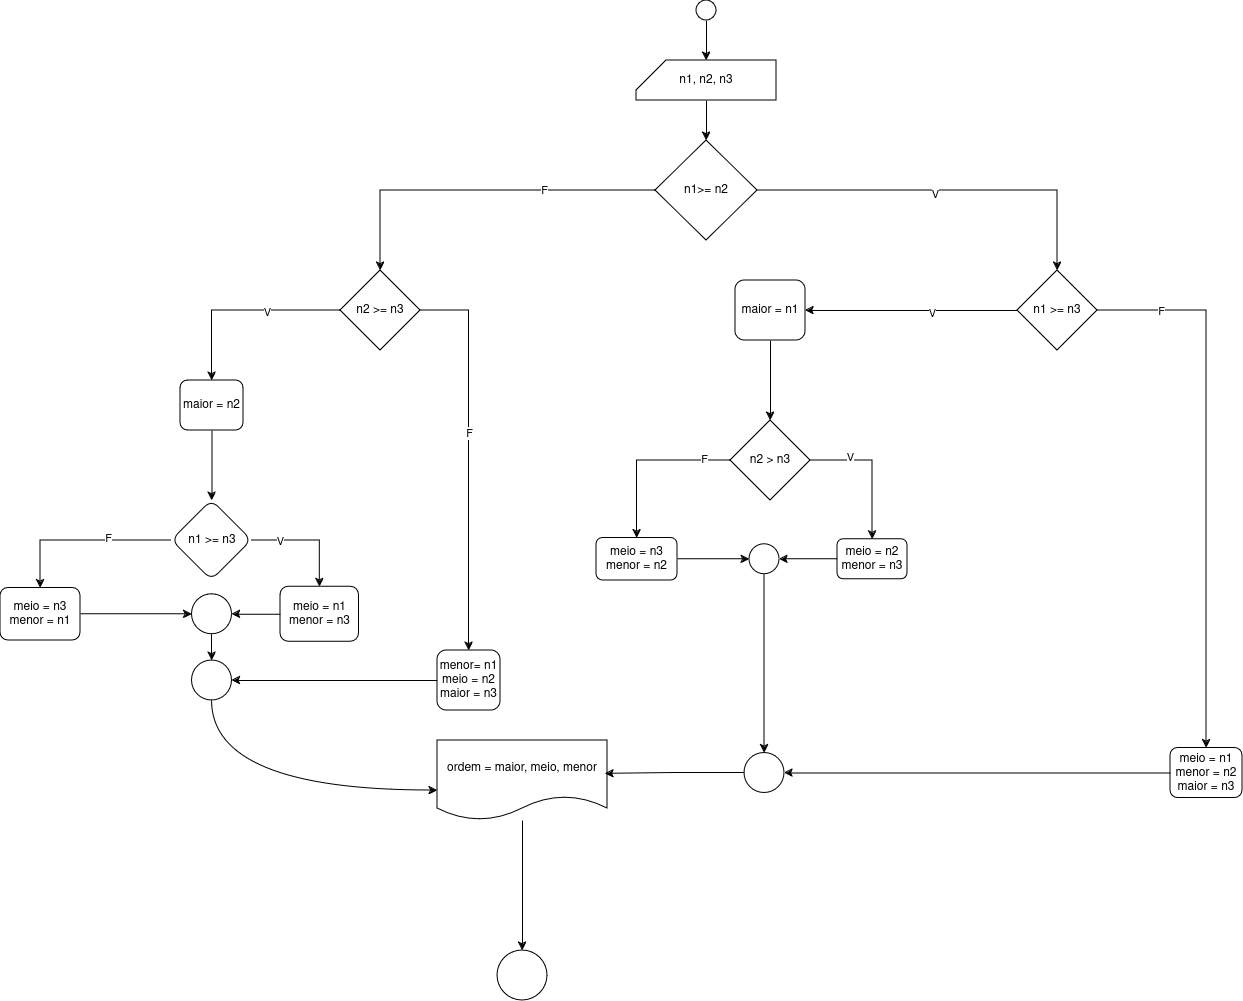 n1, n2, n3
n1>= n2
F
V
n2 >= n3
V
F
maior = n1
V
n1 >= n3
F
maior = n2
n2 > n3
F
V
n1 >= n3
F
V
meio = n3
menor = n2
meio = n2
menor = n3
meio = n3
menor = n1
meio = n1
menor = n3
menor= n1
meio = n2
maior = n3
ordem = maior, meio, menor
meio = n1
menor = n2
maior = n3